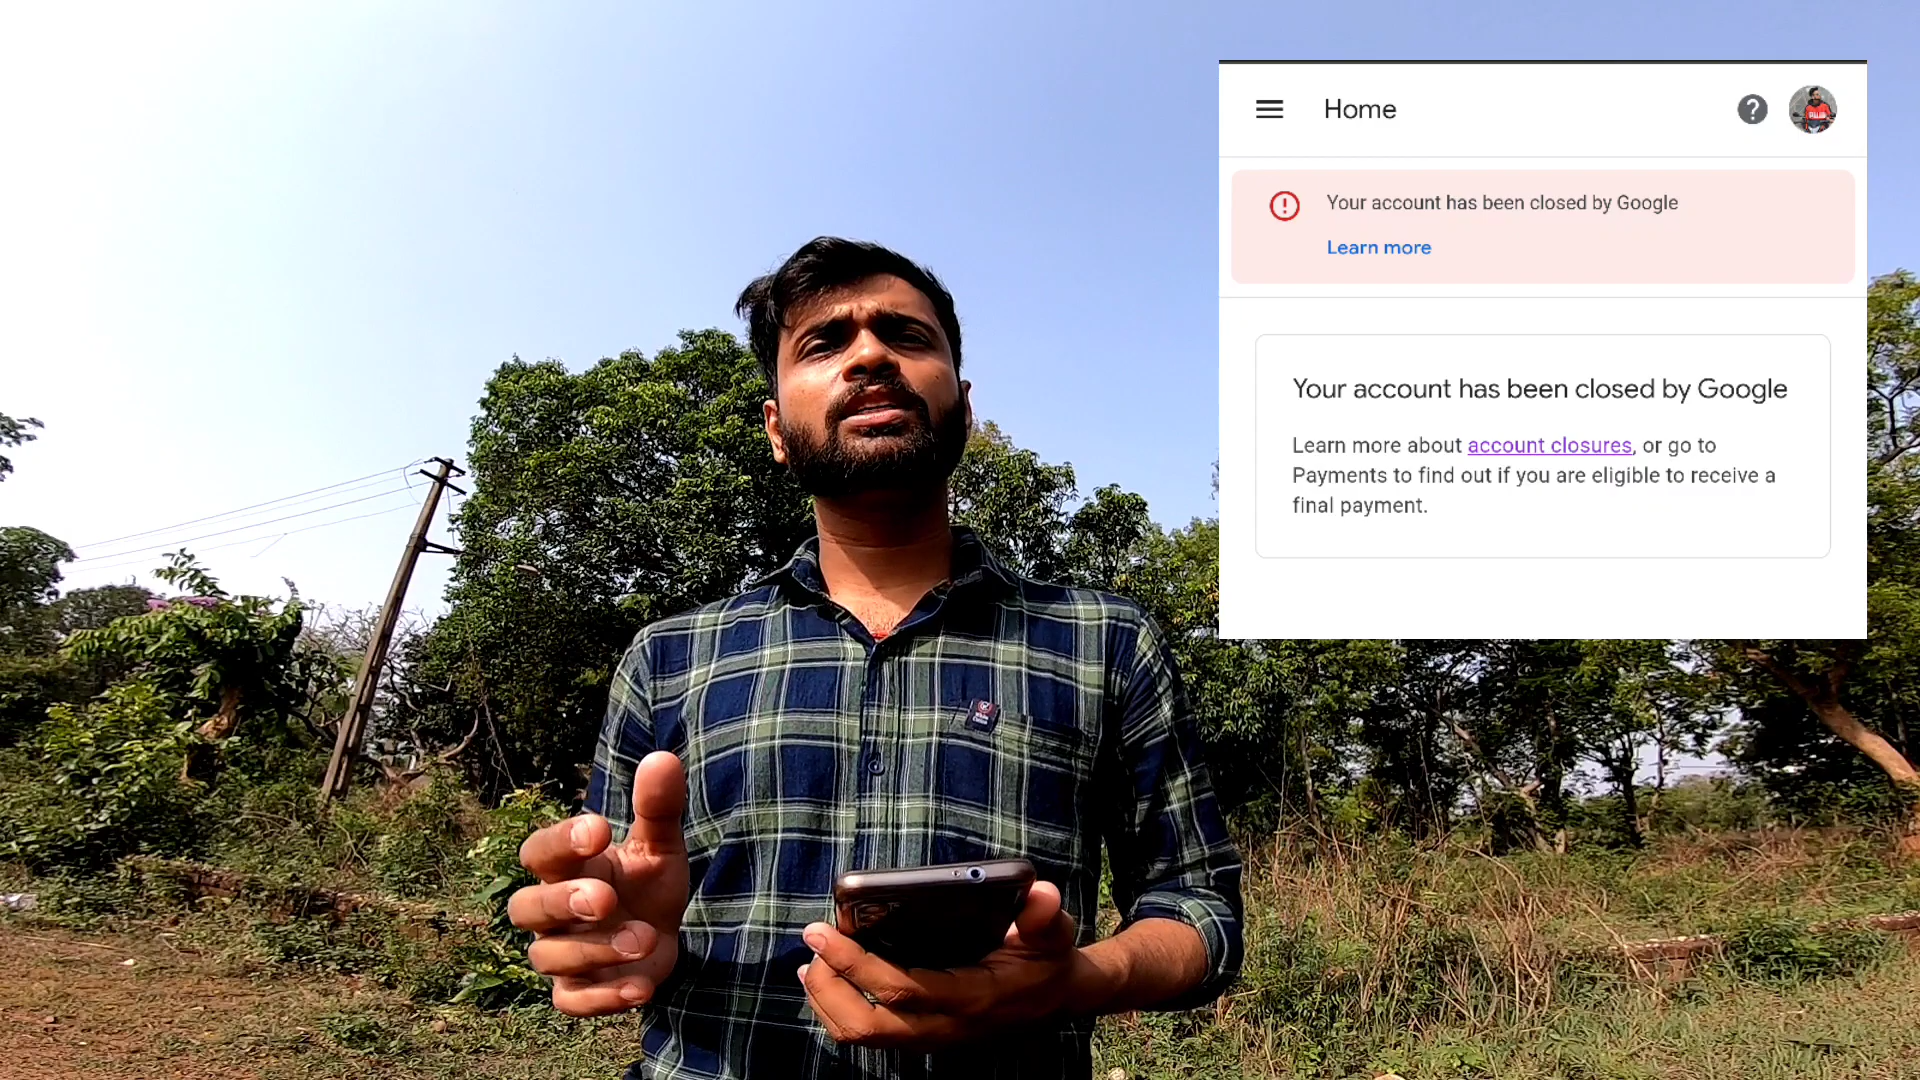 Home
Your account has been closed by Google
Learn more
Your account has been closed by Google
Learn more about account closures, or go to
Payments to find out if you are eligible to receive a
final payment.